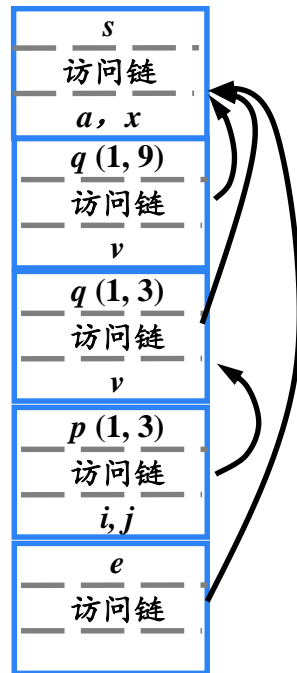 s
访问链
a，x
q (1, 9)
访问链
v
q (1, 3)
访问链
v
p (1, 3)
访问链
i, j
e
访问链